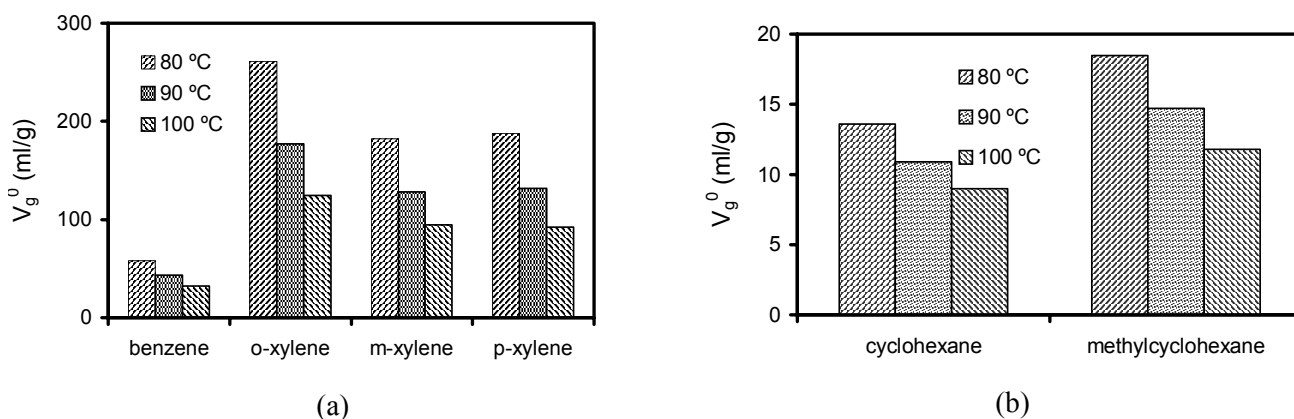 300
200
100
0
V_g^0 (ml/g)
80 ºC
90 ºC
100 ºC
benzene o-xylene m-xylene p-xylene
(a)
20
15
10
5
0
V_g^0 (ml/g)
80 ºC
90 ºC
100 ºC
cyclohexane methylcyclohexane
(b)